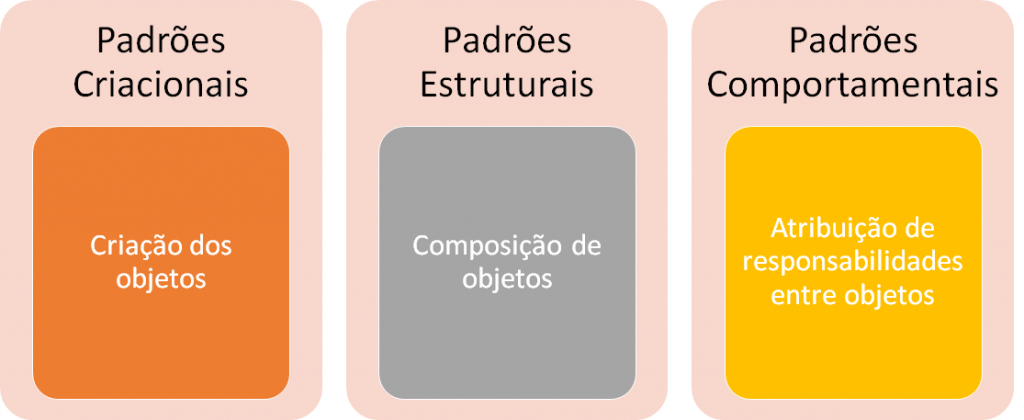 Padrões
Criacionais
Criação dos
objetos
Padrões
Estruturais
Composição de
objetos
Padrões
Comportamentais
Atribuição de
responsabilidades
entre objetos